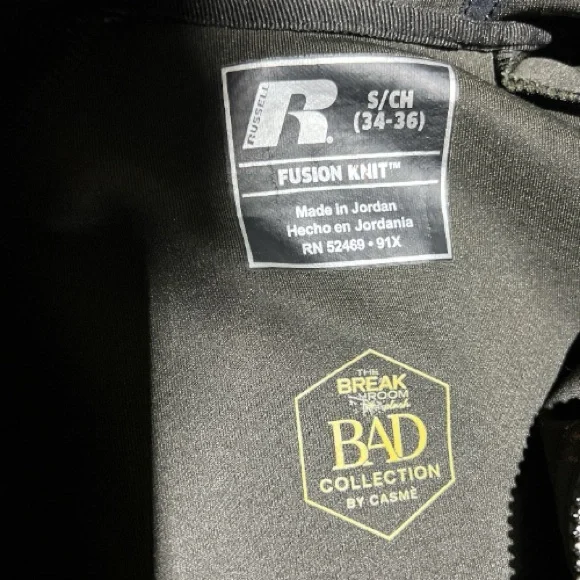 RUSSELL
R®
S/CH
(34-36)
FUSION KNIT™
Made in Jordan
Hecho en Jordania
RN 52469 • 91X
THE
BREAK
ROOM
BAD
COLLECTION
BY CASMÈ